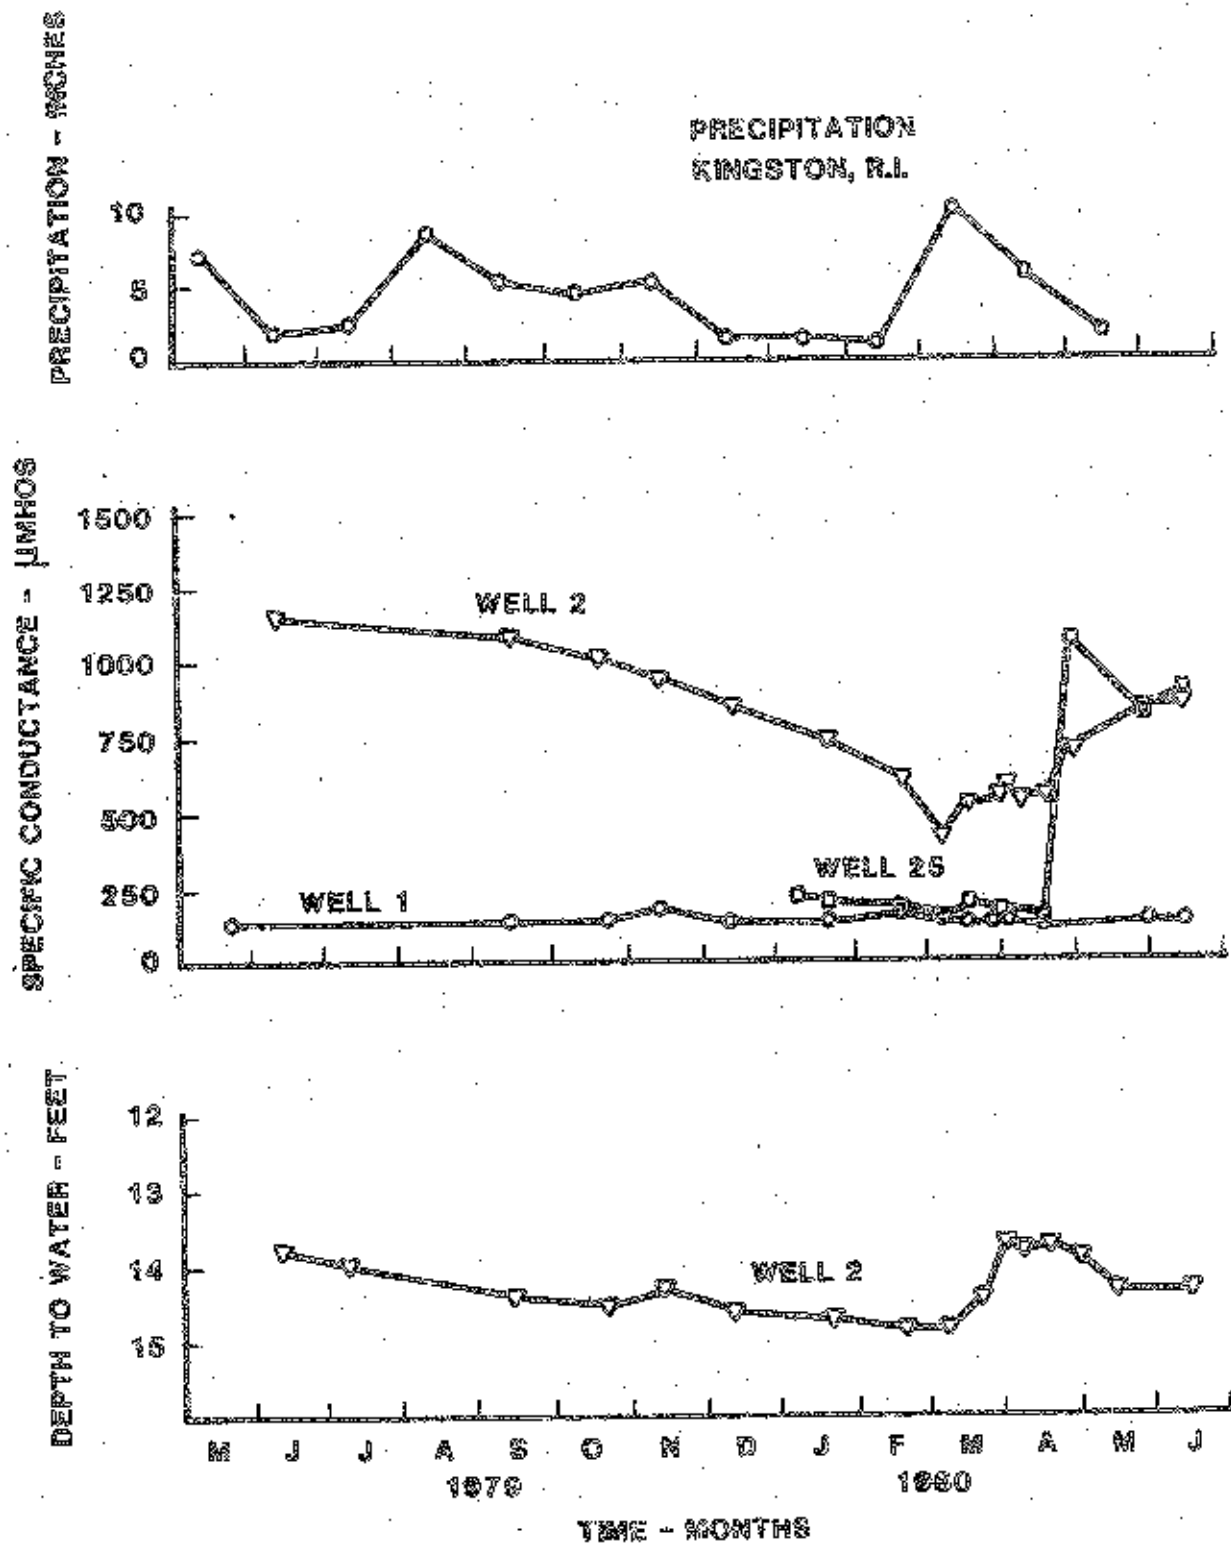 PRECIPITATION - INCHES
PRECIPITATION
KINGSTON, R.I.
10
5
0
SPECIFIC CONDUCTANCE - µMHOS
1500
1250
1000
750
500
250
0
WELL 2
WELL 25
WELL 1
DEPTH TO WATER - FEET
12
13
14
15
WELL 2
M J J A S O N D J F M A M J
1979 1980
TIME - MONTHS